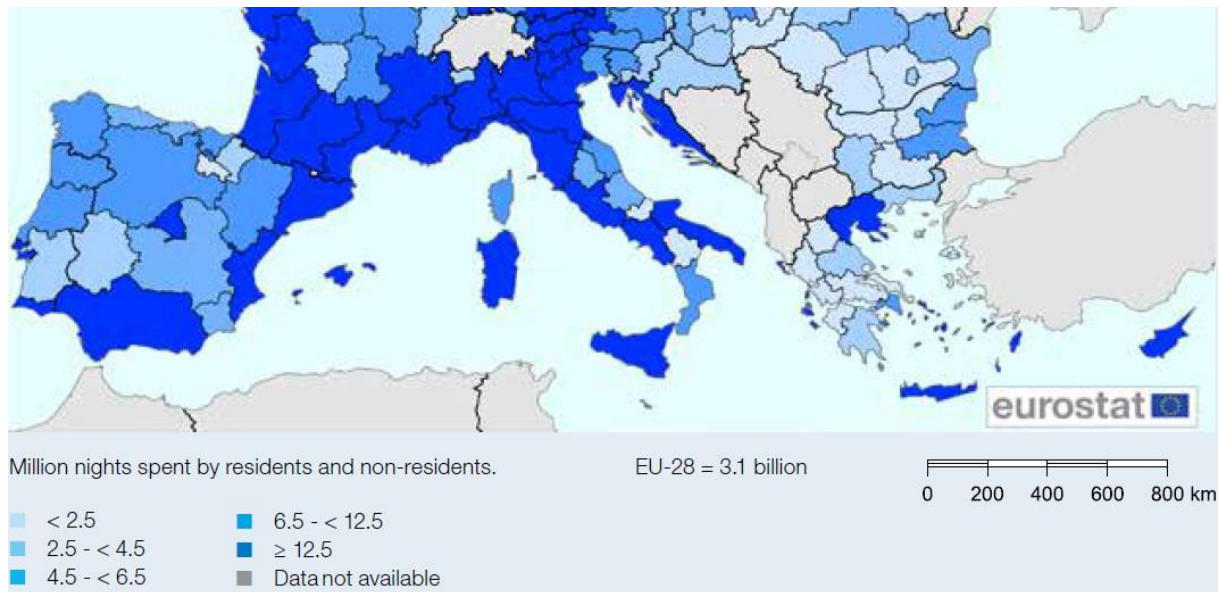 eurostat
Million nights spent by residents and non-residents.
EU-28 = 3.1 billion
0 200 400 600 800 km
< 2.5
2.5 - < 4.5
4.5 - < 6.5
6.5 - < 12.5
≥ 12.5
Data not available